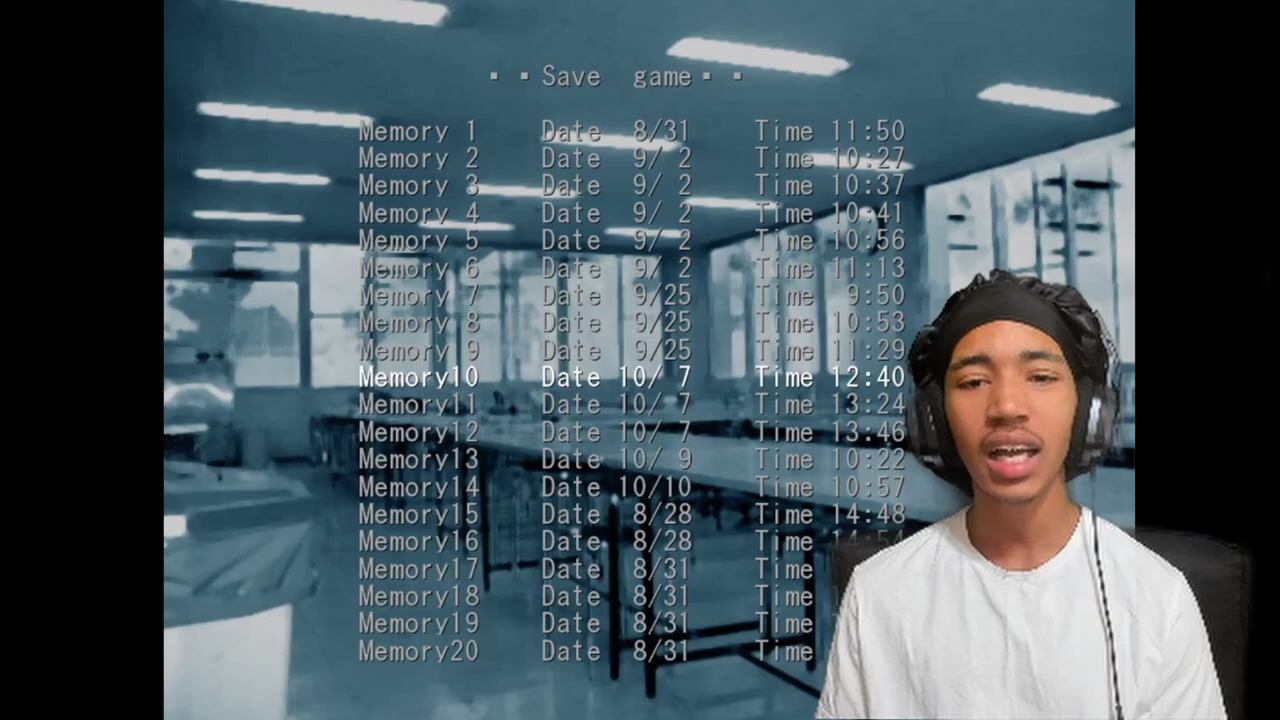 ・・Save game・・
Memory 1 Date 8/31 Time 11:50
Memory 2 Date 9/ 2 Time 10:27
Memory 3 Date 9/ 2 Time 10:37
Memory 4 Date 9/ 2 Time 10:41
Memory 5 Date 9/ 2 Time 10:56
Memory 6 Date 9/ 2 Time 11:13
Memory 7 Date 9/25 Time 9:50
Memory 8 Date 9/25 Time 10:53
Memory 9 Date 9/25 Time 11:29
Memory10 Date 10/ 7 Time 12:40
Memory11 Date 10/ 7 Time 13:24
Memory12 Date 10/ 7 Time 13:46
Memory13 Date 10/ 9 Time 10:22
Memory14 Date 10/10 Time 10:57
Memory15 Date 8/28 Time 14:48
Memory16 Date 8/28 Time 14:54
Memory17 Date 8/31 Time
Memory18 Date 8/31 Time
Memory19 Date 8/31 Time
Memory20 Date 8/31 Time